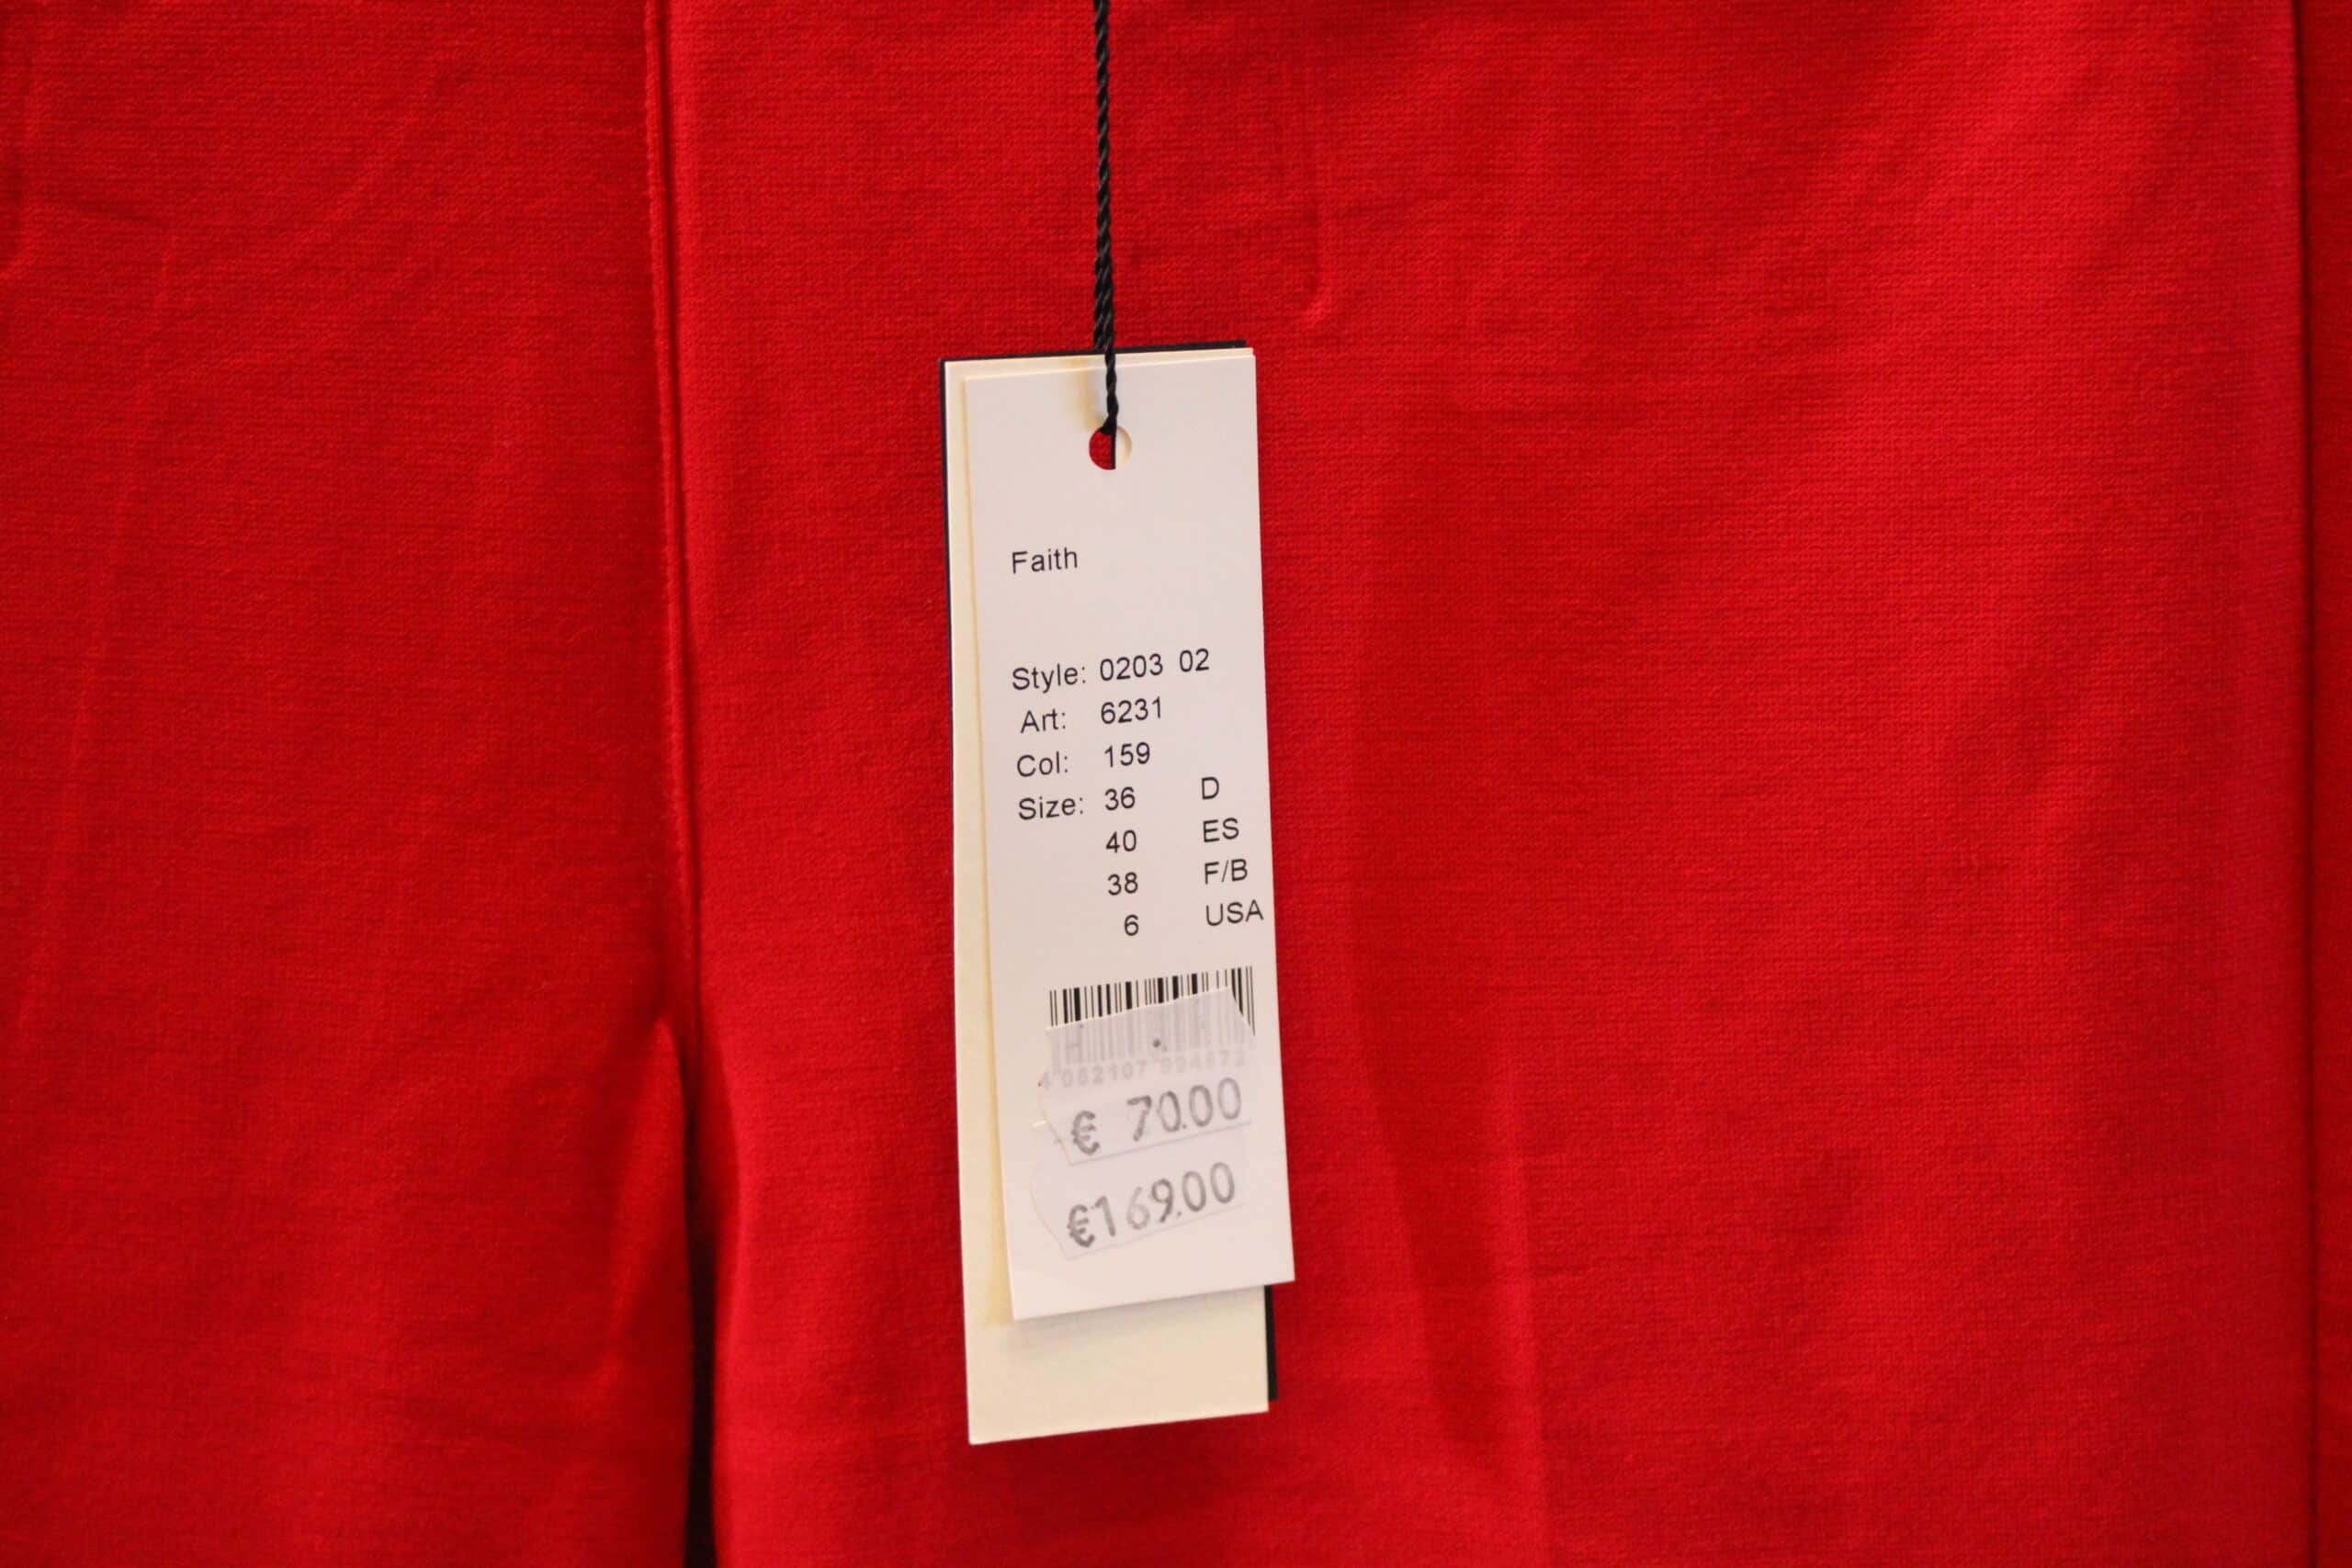 Faith
Style: 0203 02
Art: 6231
Col: 159
Size: 36 D
40 ES
38 F/B
6 USA
€ 70.00
€169.00